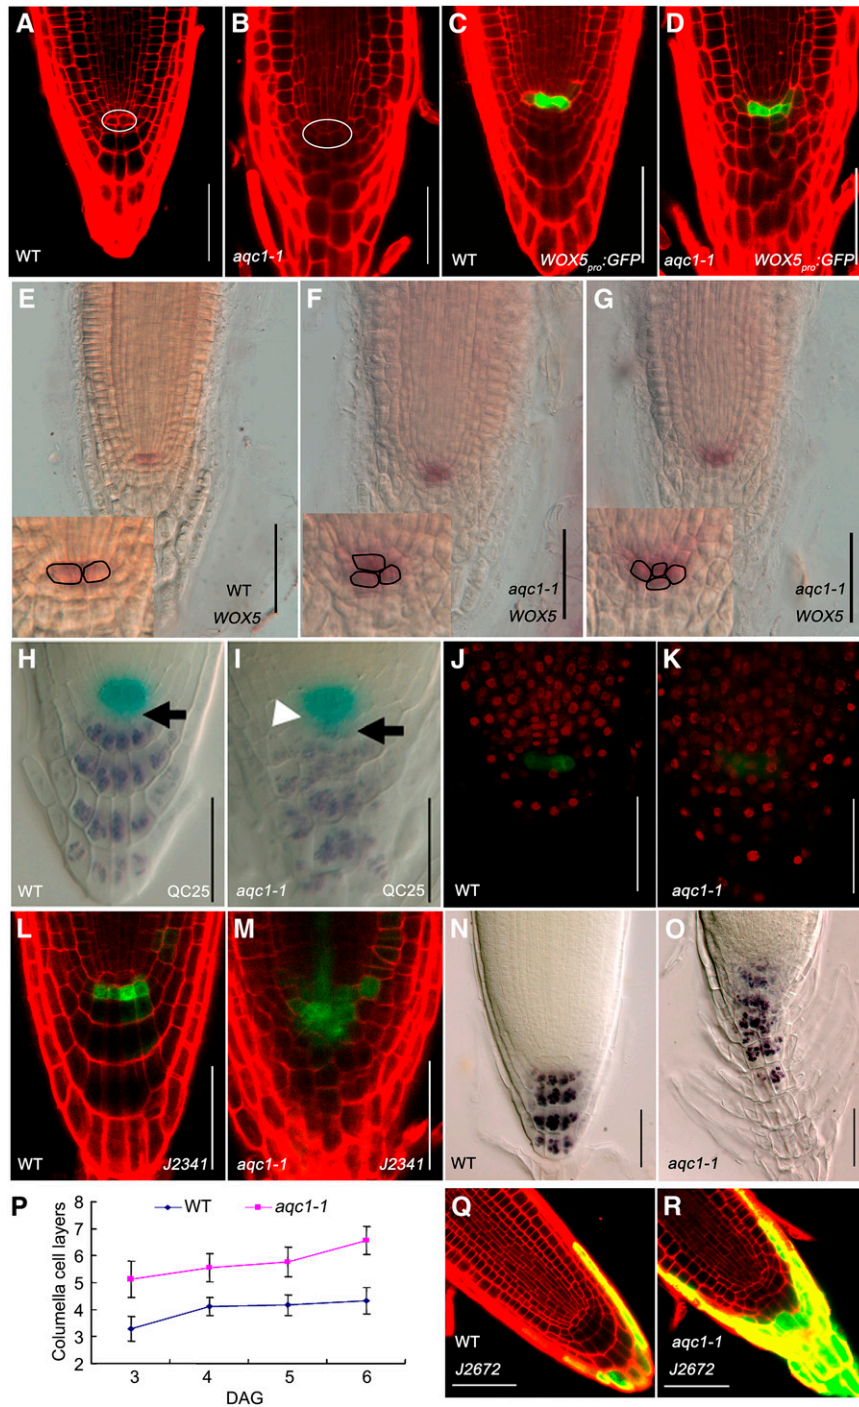 A
WT
B
aqc1-1
C
WT
WOX5pro:GFP
D
aqc1-1
WOX5pro:GFP
E
WT
WOX5
F
aqc1-1
WOX5
G
aqc1-1
WOX5
H
WT
QC25
I
aqc1-1
QC25
J
WT
K
aqc1-1
L
WT
J2341
M
aqc1-1
J2341
N
WT
O
aqc1-1
P
WT
aqc1-1
Columella cell layers
8
7
6
5
4
3
2
3 4 5 6
DAG
Q
WT
J2672
R
aqc1-1
J2672